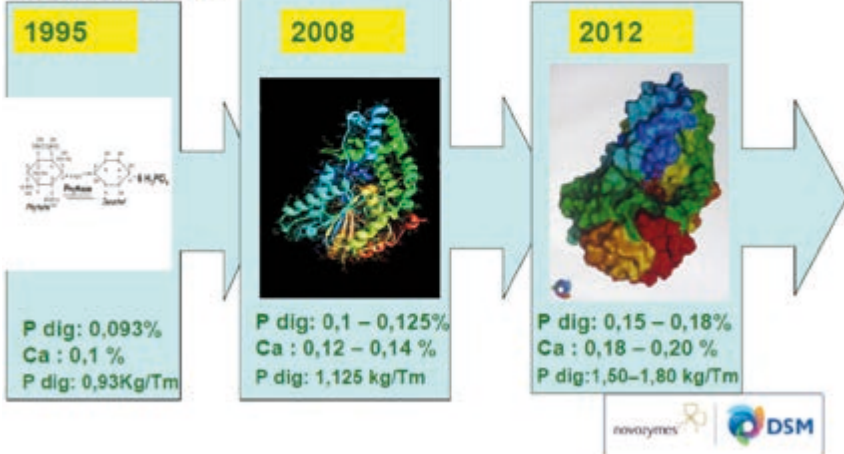 1995
2008
2012
Phytase
6 H₂PO₄
P dig: 0,093%
Ca : 0,1 %
P dig: 0,93Kg/Tm
P dig: 0,1 – 0,125%
Ca : 0,12 – 0,14 %
P dig: 1,125 kg/Tm
P dig: 0,15 – 0,18%
Ca : 0,18 – 0,20 %
P dig:1,50–1,80 kg/Tm
novozymes
DSM